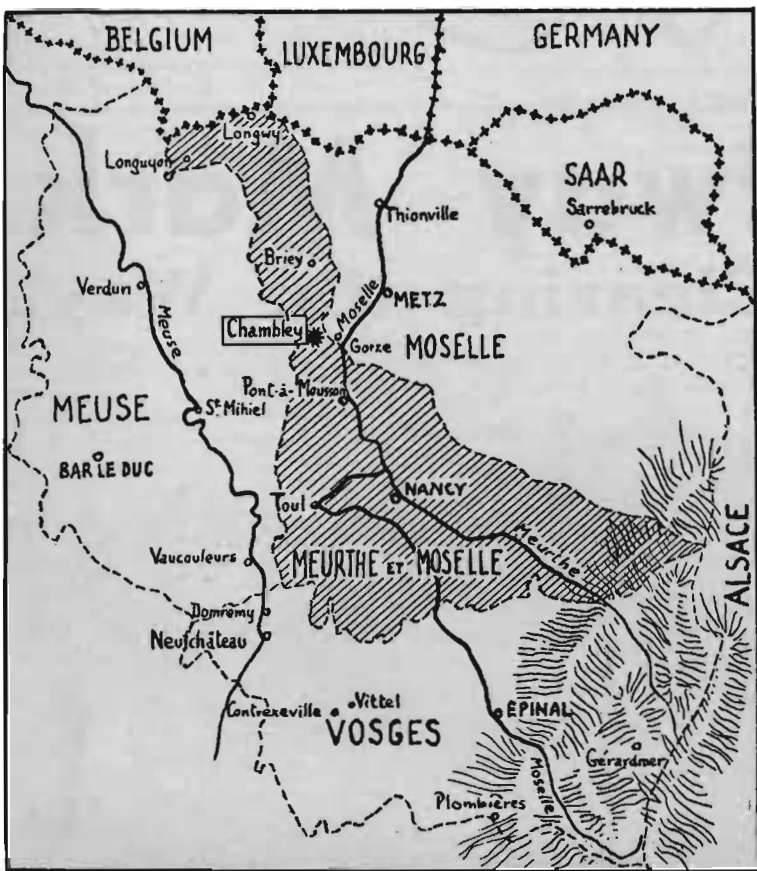 BELGIUM
LUXEMBOURG
GERMANY
Longwy
Longuyon
SAAR
Sarrebruck
Thionville
Briey
Verdun
METZ
Meuse
Moselle
Chambley
Gorze
MOSELLE
Pont-à-Mousson
MEUSE
St Mihiel
BAR LE DUC
NANCY
Toul
Meurthe
ALSACE
Vaucouleurs
MEURTHE ET MOSELLE
Domremy
Neufchâteau
Contrexeville
Vittel
VOSGES
ÉPINAL
Gérardmer
Moselle
Plombières